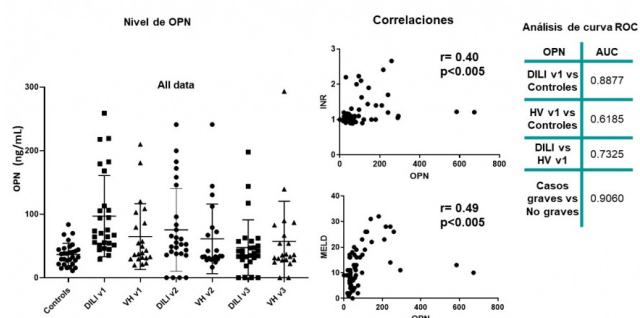 Nivel de OPN
All data
OPN (ng/mL)
300
200
100
0
Controls
DILI v1
VH v1
DILI v2
VH v2
DILI v3
VH v3
Correlaciones
r= 0.40
p<0.005
INR
3
2
1
0
0
200
400
600
800
OPN
r= 0.49
p<0.005
MELD
40
30
20
10
0
0
200
400
600
800
OPN
Análisis de curva ROC
OPN AUC
DILI v1 vs
Controles
0.8877
HV v1 vs
Controles
0.6185
DILI vs
HV v1
0.7325
Casos
graves vs
No graves
0.9060